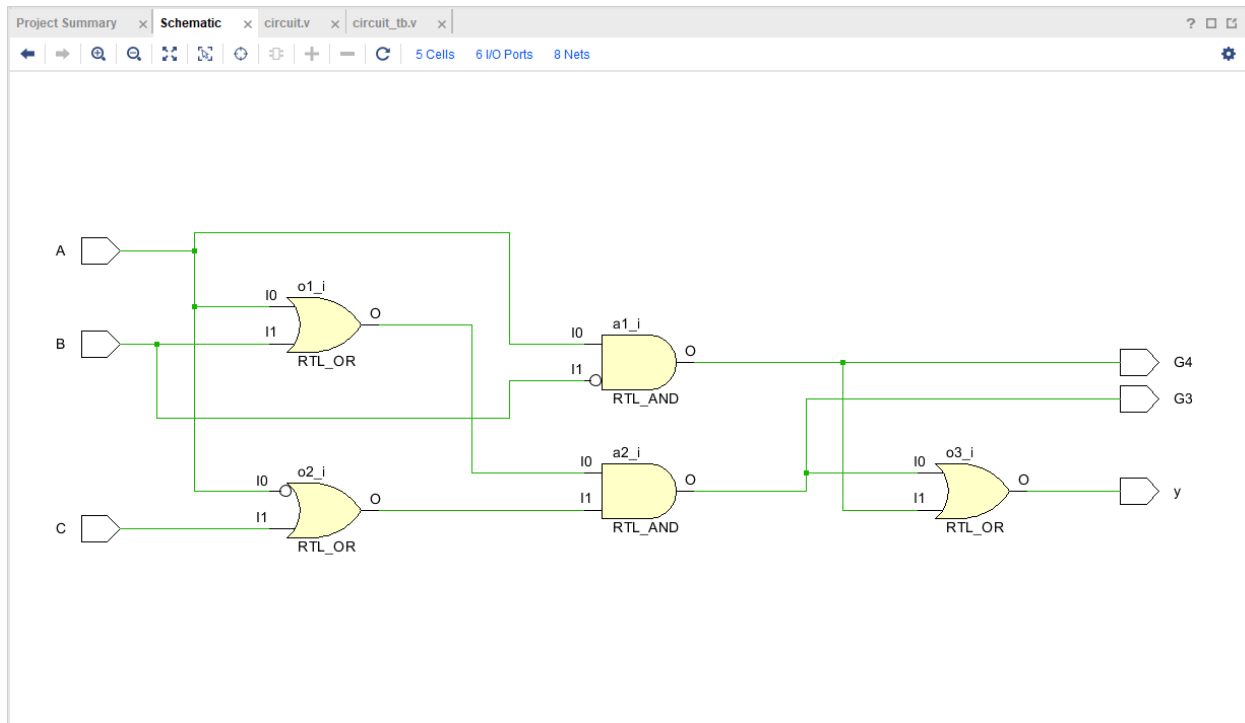 Project Summary × Schematic × circuit.v × circuit_tb.v × ?
5 Cells 6 I/O Ports 8 Nets
A
o1_i
I0
O
I1
RTL_OR
B
a1_i
I0
O
I1
RTL_AND
G4
G3
o2_i
I0
O
I1
RTL_OR
C
a2_i
I0
O
I1
RTL_AND
o3_i
I0
O
I1
RTL_OR
y